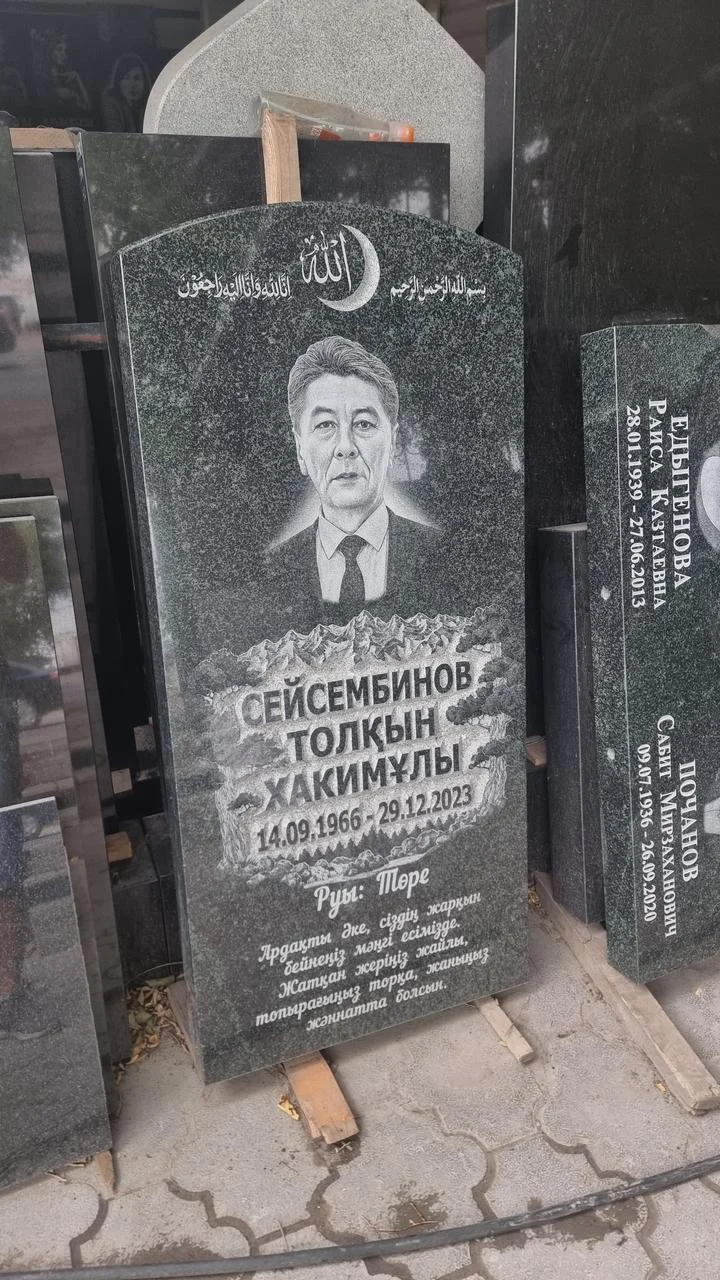 الله
بسم الله الرحمن الرحيم
انا لله وانا اليه راجعون
СЕЙСЕМБИНОВ
ТОЛҚЫН
ХАКИМҰЛЫ
14.09.1966 - 29.12.2023
Руы: Төре
Ардақты Әке, сіздің жарқын
бейнеңіз мәңгі есімізде.
Жатқан жеріңіз жайлы,
топырағыңыз торқа, жаныңыз
жәннатта болсын.
ЕДЫГЕНОВА
РАИСА КАЗТАЕВНА
28.01.1939 - 27.06.2013
ПОЧАНОВ
САБИТ МИРЗАХАНОВИЧ
09.07.1936 - 26.09.2020